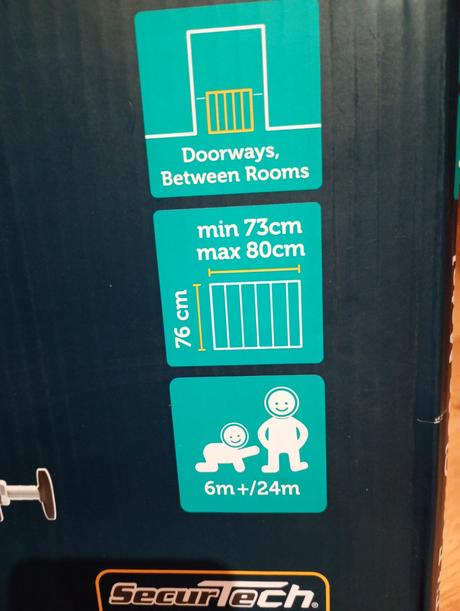 Doorways,
Between Rooms
min 73cm
max 80cm
76 cm
6m+/24m
SecurTech®